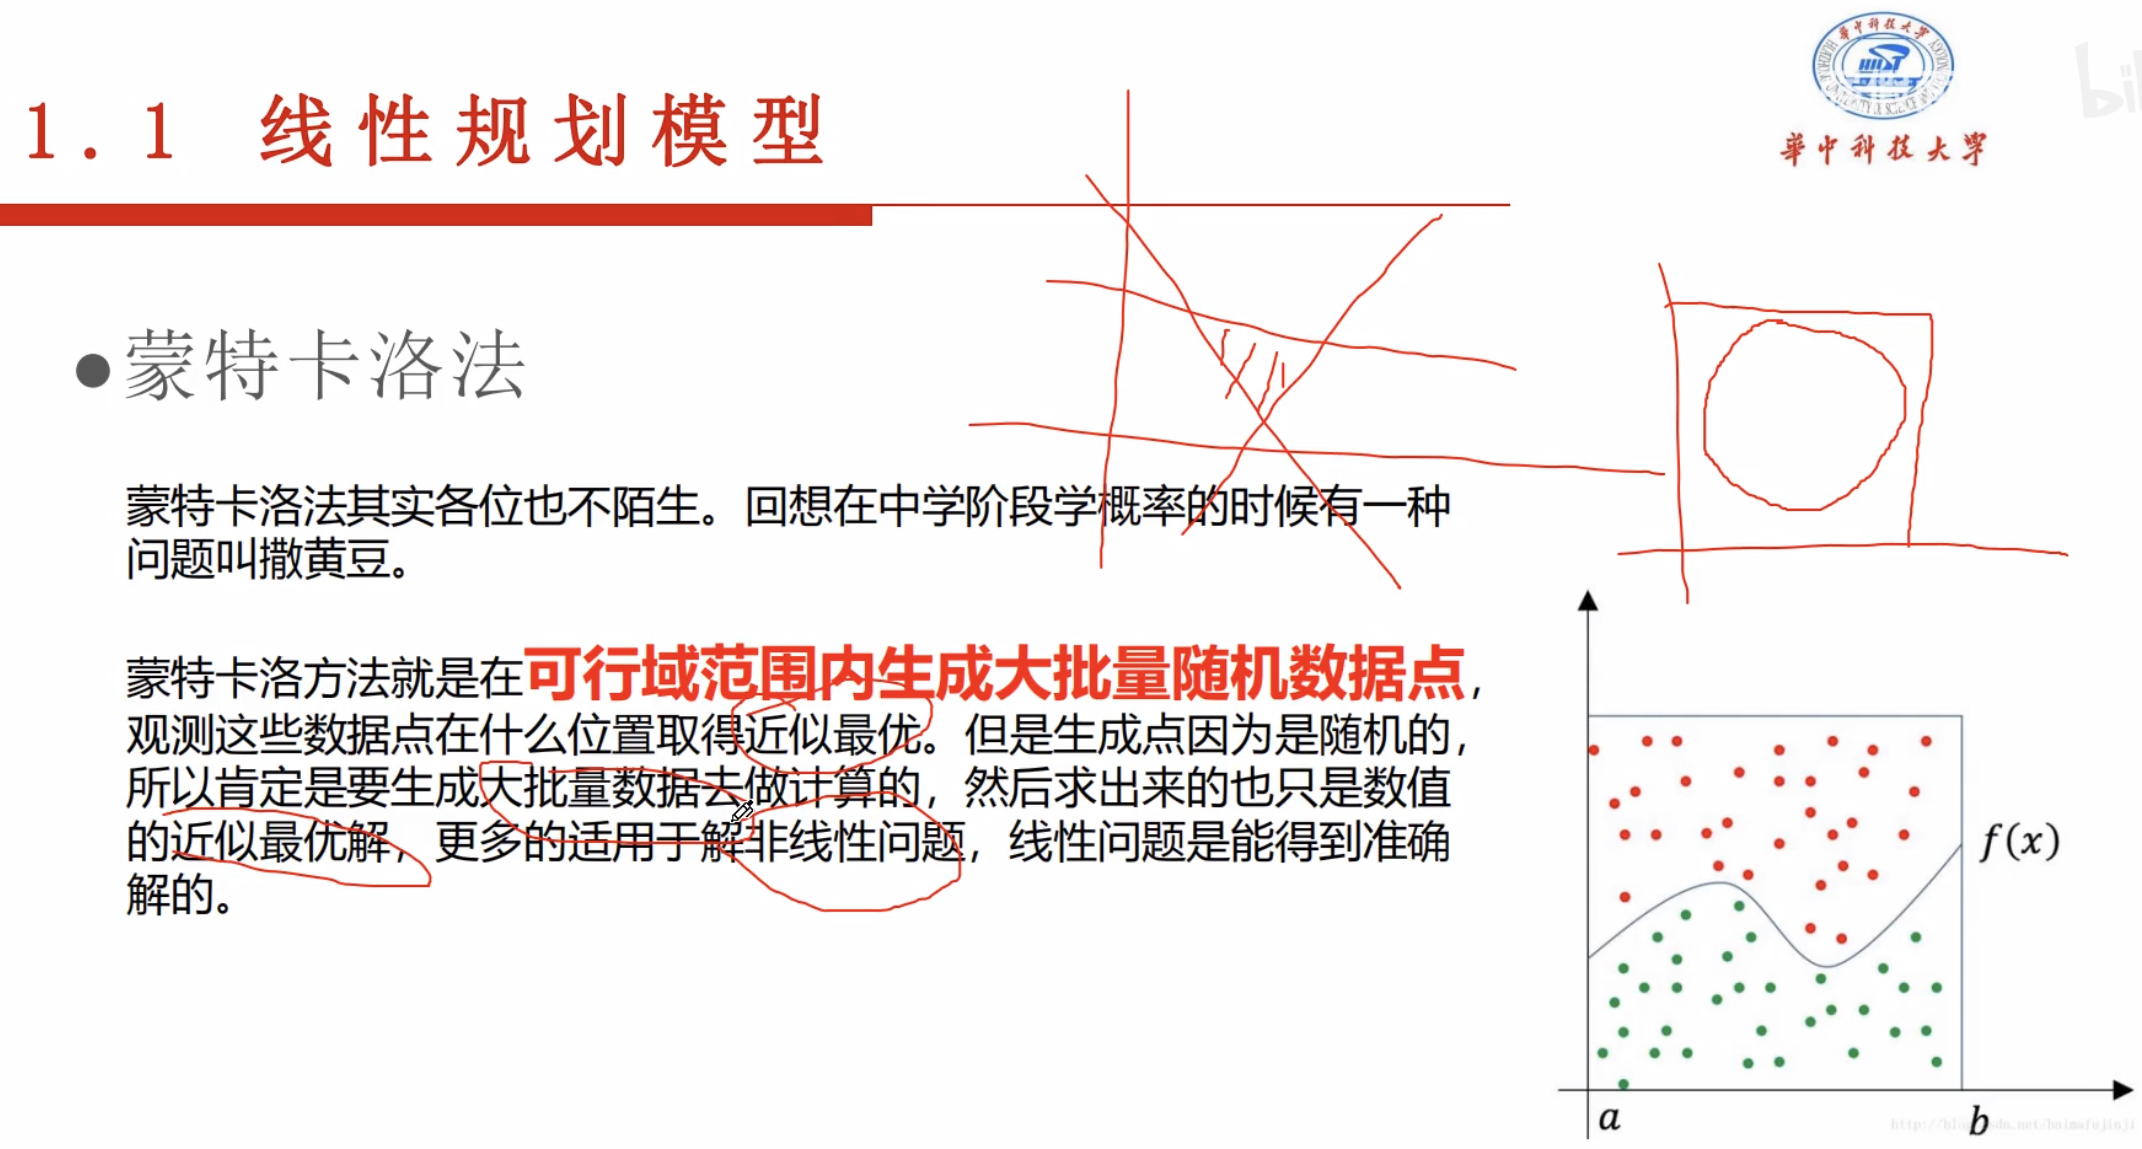 1.1 线性规划模型
华中科技大学
●蒙特卡洛法
蒙特卡洛法其实各位也不陌生。回想在中学阶段学概率的时候有一种
问题叫撒黄豆。
蒙特卡洛方法就是在可行域范围内生成大批量随机数据点，
观测这些数据点在什么位置取得近似最优。但是生成点因为是随机的，
所以肯定是要生成大批量数据去做计算的，然后求出来的也只是数值
的近似最优解，更多的适用于解非线性问题，线性问题是能得到准确
解的。
f(x)
a
b